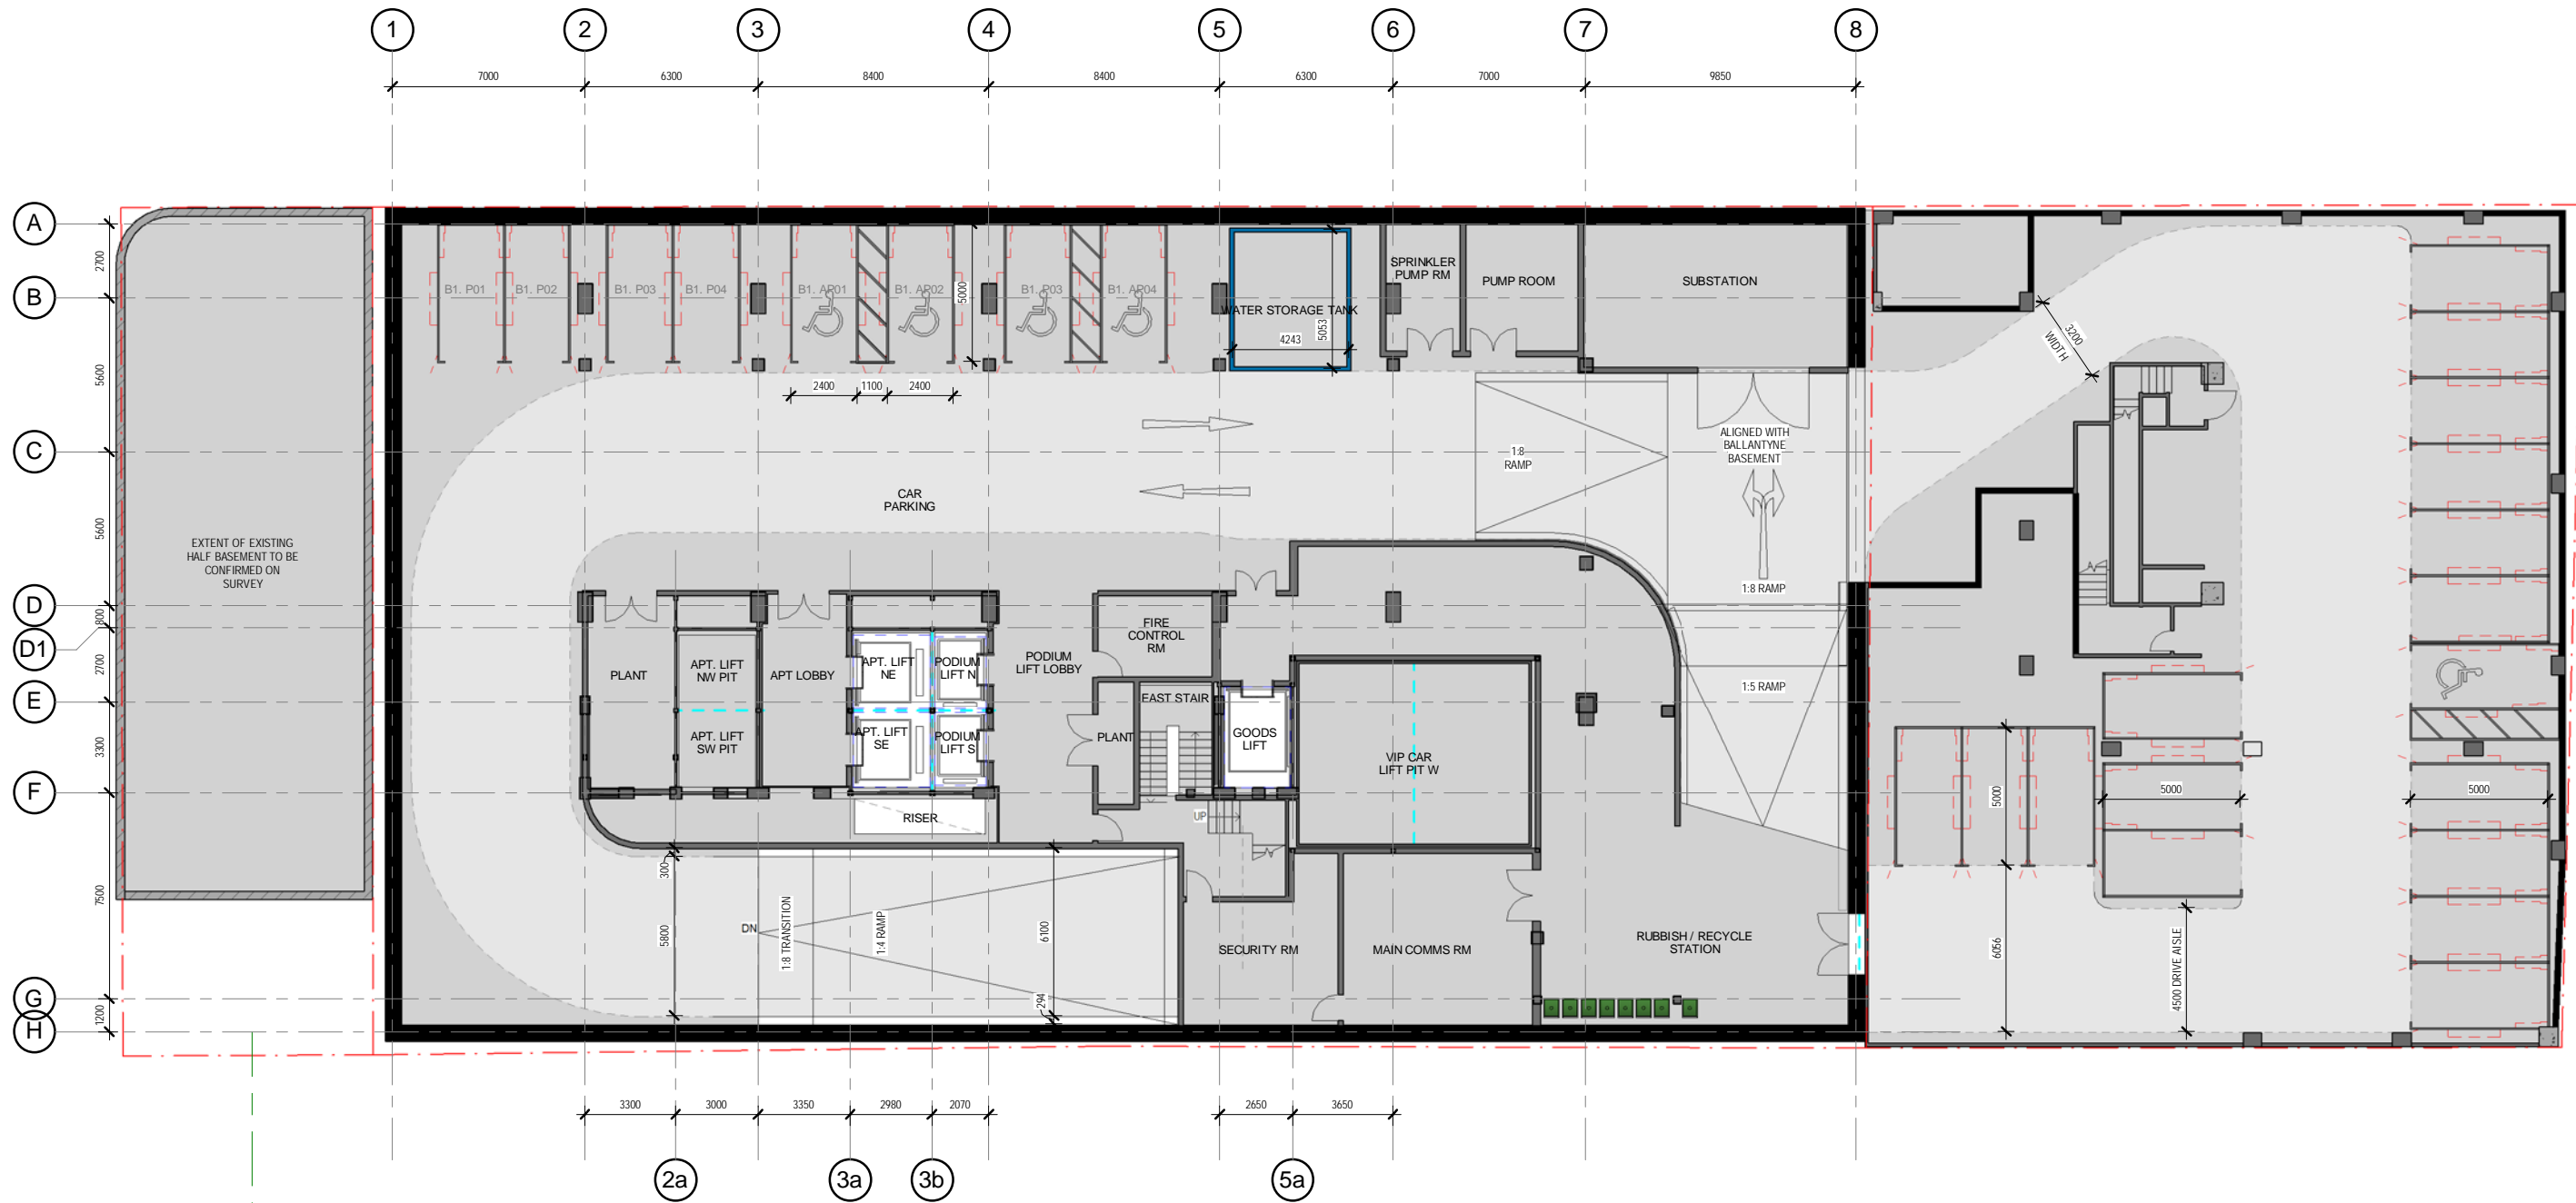 1
2
3
4
5
6
7
8
7000
6300
8400
8400
6300
7000
9850
A
B
C
D
D1
E
F
G
H
2700
5600
5600
800
2700
3300
7500
1200
EXTENT OF EXISTING
HALF BASEMENT TO BE
CONFIRMED ON
SURVEY
B1. P01
B1. P02
B1. P03
B1. P04
B1. AP01
B1. AP02
5000
B1. P03
B1. AP04
2400
1100
2400
WATER STORAGE TANK
4243
5053
SPRINKLER
PUMP RM
PUMP ROOM
SUBSTATION
3200
WIDTH
1:8
RAMP
ALIGNED WITH
BALLANTYNE
BASEMENT
1:8 RAMP
1:5 RAMP
CAR
PARKING
PLANT
APT. LIFT
NW PIT
APT. LIFT
SW PIT
APT LOBBY
APT. LIFT
NE
APT. LIFT
SE
PODIUM
LIFT N
PODIUM
LIFT S
PODIUM
LIFT LOBBY
FIRE
CONTROL
RM
EAST STAIR
PLANT
GOODS
LIFT
VIP CAR
LIFT PIT W
RISER
UP
300
5800
DN
1:8 TRANSITION
1:4 RAMP
6100
294
SECURITY RM
MAIN COMMS RM
RUBBISH / RECYCLE
STATION
5000
5000
5000
6056
4500 DRIVE AISLE
3300
3000
3350
2980
2070
2650
3650
2a
3a
3b
5a